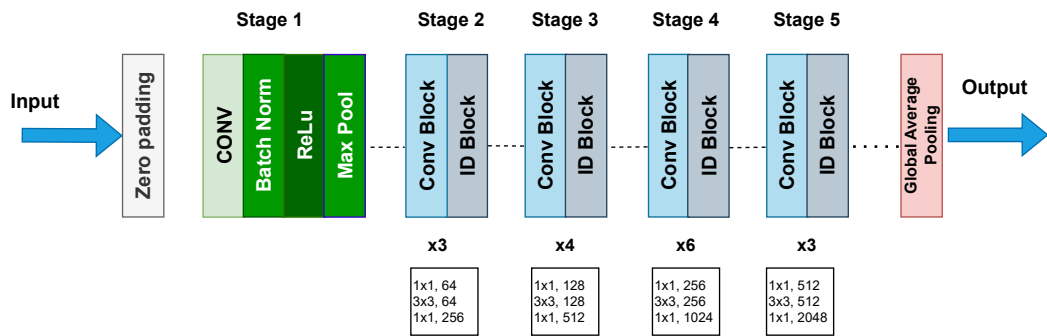 Stage 1
Stage 2
Stage 3
Stage 4
Stage 5
Input
Zero padding
CONV
Batch Norm
ReLu
Max Pool
Conv Block
ID Block
Conv Block
ID Block
Conv Block
ID Block
Conv Block
ID Block
Global Average
Pooling
Output
x3
x4
x6
x3
1x1, 64
3x3, 64
1x1, 256
1x1, 128
3x3, 128
1x1, 512
1x1, 256
3x3, 256
1x1, 1024
1x1, 512
3x3, 512
1x1, 2048